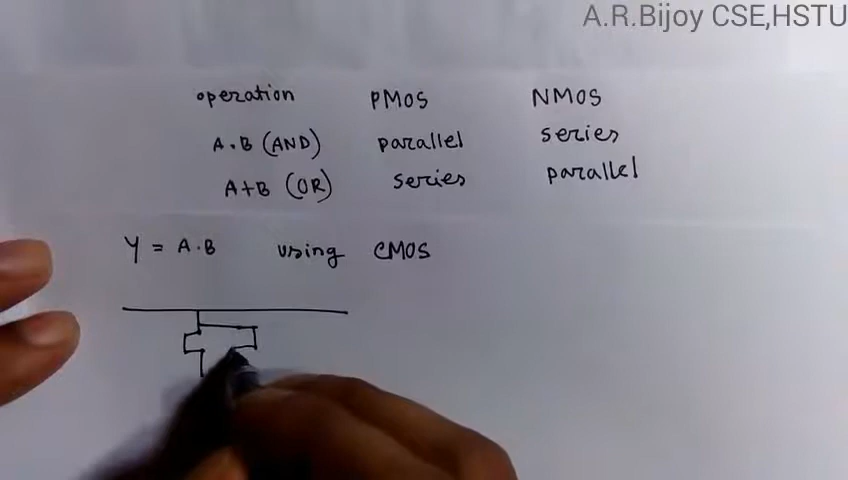 A.R.Bijoy CSE,HSTU
operation PMOS NMOS
A.B (AND) parallel series
A+B (OR) series parallel
Y = A.B using CMOS